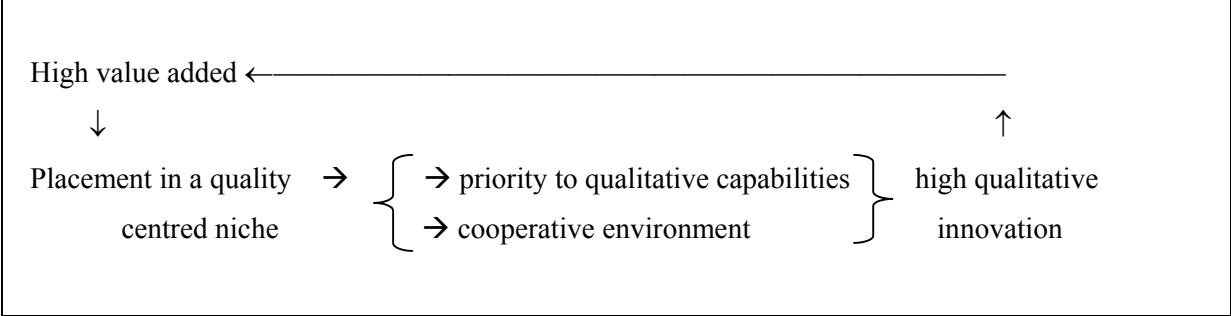 High value added ←
↓ ↑
Placement in a quality → → priority to qualitative capabilities high qualitative
centred niche → cooperative environment innovation